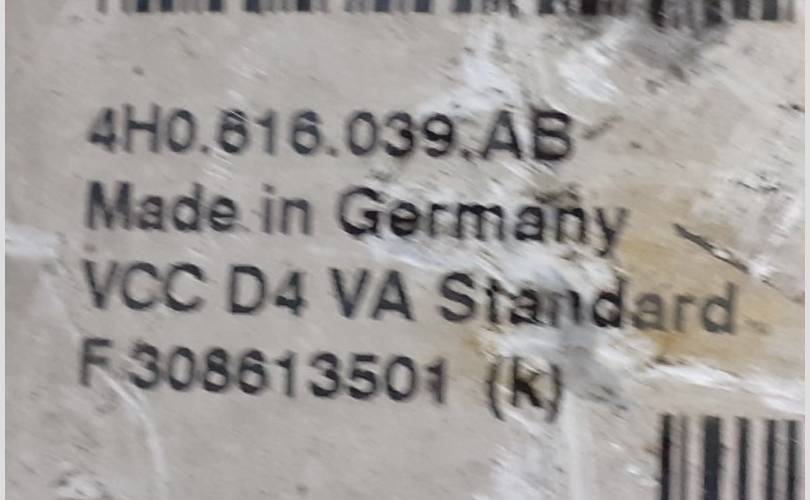 4H0.616.039.AB
Made in Germany
VCC D4 VA Standard
F 308613501 (k)